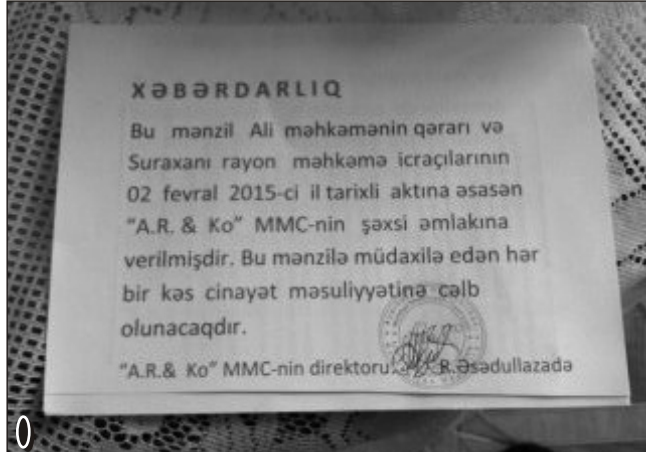 XƏBƏRDARLIQ
Bu mənzil Ali məhkəmənin qərarı və
Suraxanı rayon məhkəmə icraçılarının
02 fevral 2015-ci il tarixli aktına əsasən
"A.R. & Ko" MMC-nin şəxsi əmlakına
verilmişdir. Bu mənzilə müdaxilə edən hər
bir kəs cinayət məsuliyyətinə cəlb
olunacaqdır.
"A.R.& Ko" MMC-nin direktoru: R.Əsədullazadə